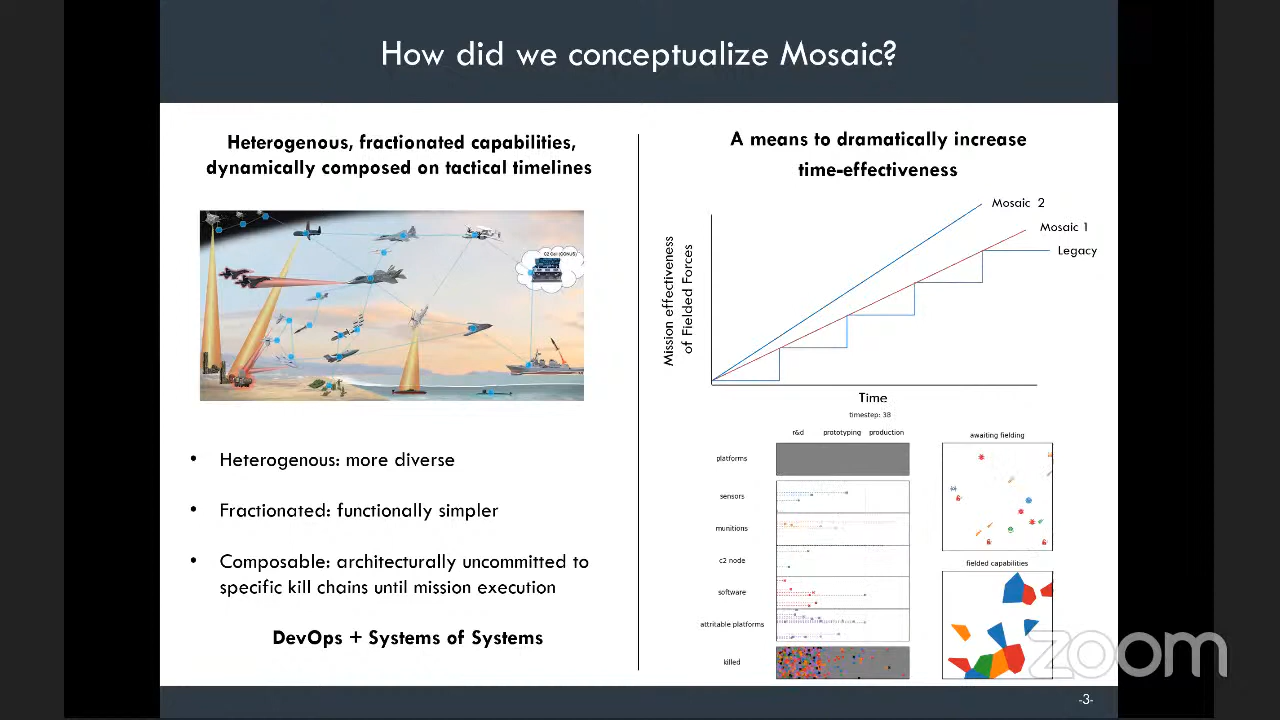 How did we conceptualize Mosaic?
Heterogenous, fractionated capabilities,
dynamically composed on tactical timelines
C2 Cell (CONUS)
• Heterogenous: more diverse
• Fractionated: functionally simpler
• Composable: architecturally uncommitted to
specific kill chains until mission execution
DevOps + Systems of Systems
A means to dramatically increase
time-effectiveness
Mosaic 2
Mosaic 1
Legacy
Mission effectiveness
of Fielded Forces
Time
timestep: 38
r&d prototyping production
platforms
sensors
munitions
c2 node
software
attritable platforms
killed
awaiting fielding
fielded capabilities
zoom
-3-